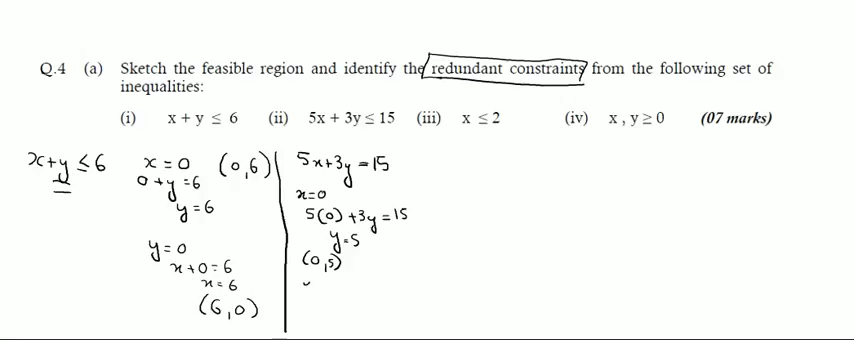 Q.4 (a) Sketch the feasible region and identify the redundant constraints from the following set of
inequalities:
(i) x + y ≤ 6 (ii) 5x + 3y ≤ 15 (iii) x ≤ 2 (iv) x , y ≥ 0 (07 marks)
x+y ≤ 6
x = 0 (0,6)
0+y=6
y=6
y=0
x+0=6
x=6
(6,0)
5x+3y=15
x=0
5(0)+3y=15
y=5
(0,5)